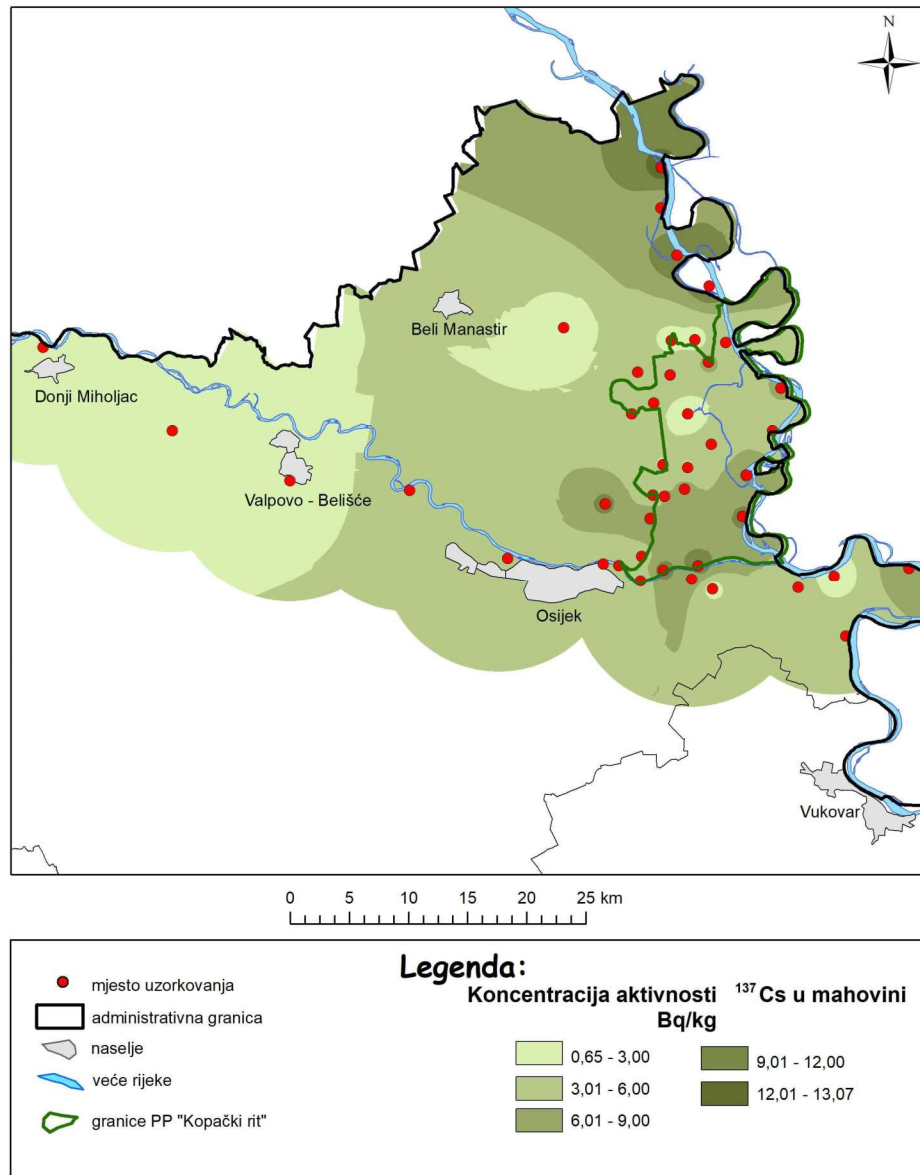 N
Beli Manastir
Donji Miholjac
Valpovo - Belišće
Osijek
Vukovar
0 5 10 15 20 25 km
Legenda:
mjesto uzorkovanja
administrativna granica
naselje
veće rijeke
granice PP "Kopački rit"
Koncentracija aktivnosti ¹³⁷Cs u mahovini
Bq/kg
0,65 - 3,00
3,01 - 6,00
6,01 - 9,00
9,01 - 12,00
12,01 - 13,07